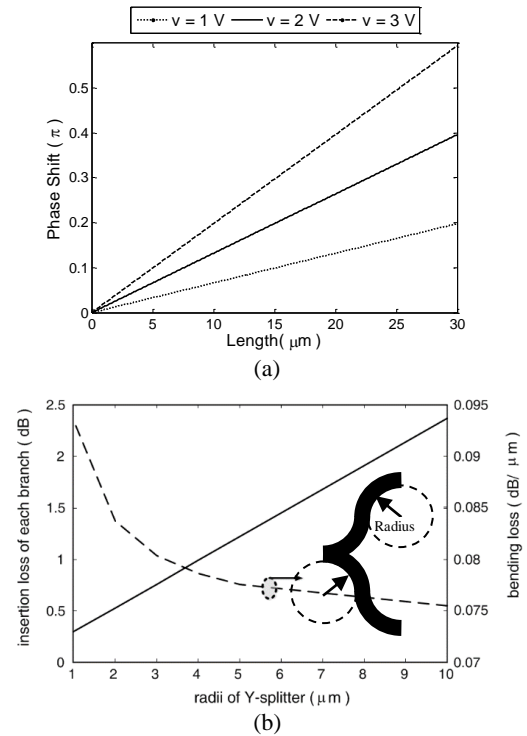 v = 1 V v = 2 V v = 3 V
0.5
0.4
0.3
0.2
0.1
0
Phase Shift ( π )
0 5 10 15 20 25 30
Length( μm )
(a)
2.5
2
1.5
1
0.5
0
insertion loss of each branch ( dB )
0.095
0.09
0.085
0.08
0.075
0.07
bending loss ( dB/ μm )
Radius
1 2 3 4 5 6 7 8 9 10
radii of Y-splitter ( μm )
(b)